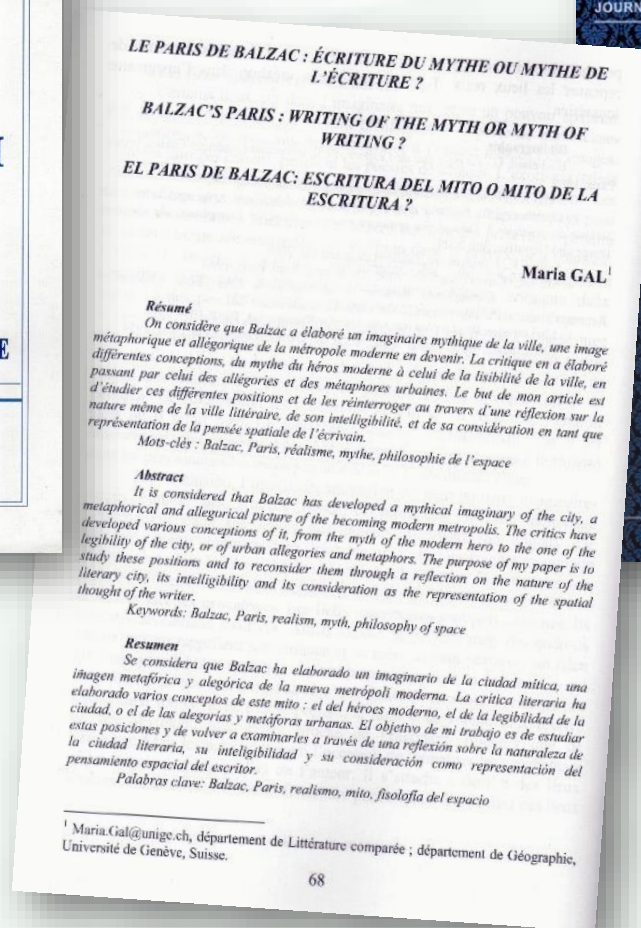 JOURN
LE PARIS DE BALZAC : ÉCRITURE DU MYTHE OU MYTHE DE
L'ÉCRITURE ?
BALZAC'S PARIS : WRITING OF THE MYTH OR MYTH OF
WRITING ?
EL PARIS DE BALZAC: ESCRITURA DEL MITO O MITO DE LA
ESCRITURA ?
Maria GAL¹
Résumé
On considère que Balzac a élaboré un imaginaire mythique de la ville, une image
métaphorique et allégorique de la métropole moderne en devenir. La critique en a élaboré
différentes conceptions, du mythe du héros moderne à celui de la lisibilité de la ville, en
passant par celui des allégories et des métaphores urbaines. Le but de mon article est
d'étudier ces différentes positions et de les réinterroger au travers d'une réflexion sur la
nature même de la ville littéraire, de son intelligibilité, et de sa considération en tant que
représentation de la pensée spatiale de l'écrivain.
Mots-clés : Balzac, Paris, réalisme, mythe, philosophie de l'espace
Abstract
It is considered that Balzac has developed a mythical imaginary of the city, a
metaphorical and allegorical picture of the becoming modern metropolis. The critics have
developed various conceptions of it, from the myth of the modern hero to the one of the
legibility of the city, or of urban allegories and metaphors. The purpose of my paper is to
study these positions and to reconsider them through a reflection on the nature of the
literary city, its intelligibility and its consideration as the representation of the spatial
thought of the writer.
Keywords: Balzac, Paris, realism, myth, philosophy of space
Resumen
Se considera que Balzac ha elaborado un imaginario de la ciudad mítica, una
imagen metafórica y alegórica de la nueva metrópoli moderna. La crítica literaria ha
elaborado varios conceptos de este mito : el del héroes moderno, el de la legibilidad de la
ciudad, o el de las alegorías y metáforas urbanas. El objetivo de mi trabajo es de estudiar
estas posiciones y de volver a examinarles a través de una reflexión sobre la naturaleza de
la ciudad literaria, su inteligibilidad y su consideración como representación del
pensamiento espacial del escritor.
Palabras clave: Balzac, Paris, realismo, mito, fisolofía del espacio
¹ Maria.Gal@unige.ch, département de Littérature comparée ; département de Géographie,
Université de Genève, Suisse.
68